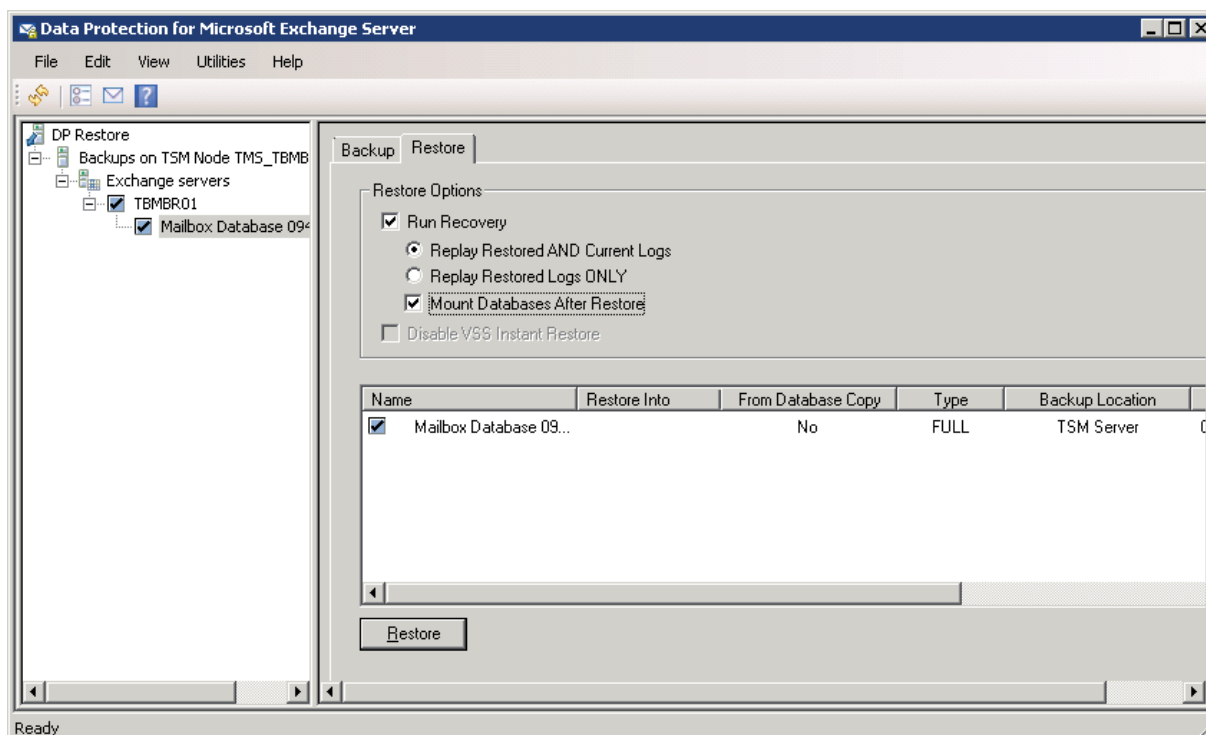 Data Protection for Microsoft Exchange Server
File Edit View Utilities Help
DP Restore
Backups on TSM Node TMS_TBMB
Exchange servers
TBMBR01
Mailbox Database 094
Backup Restore
Restore Options
Run Recovery
Replay Restored AND Current Logs
Replay Restored Logs ONLY
Mount Databases After Restore
Disable VSS Instant Restore
Name Restore Into From Database Copy Type Backup Location
Mailbox Database 09... No FULL TSM Server
Restore
Ready